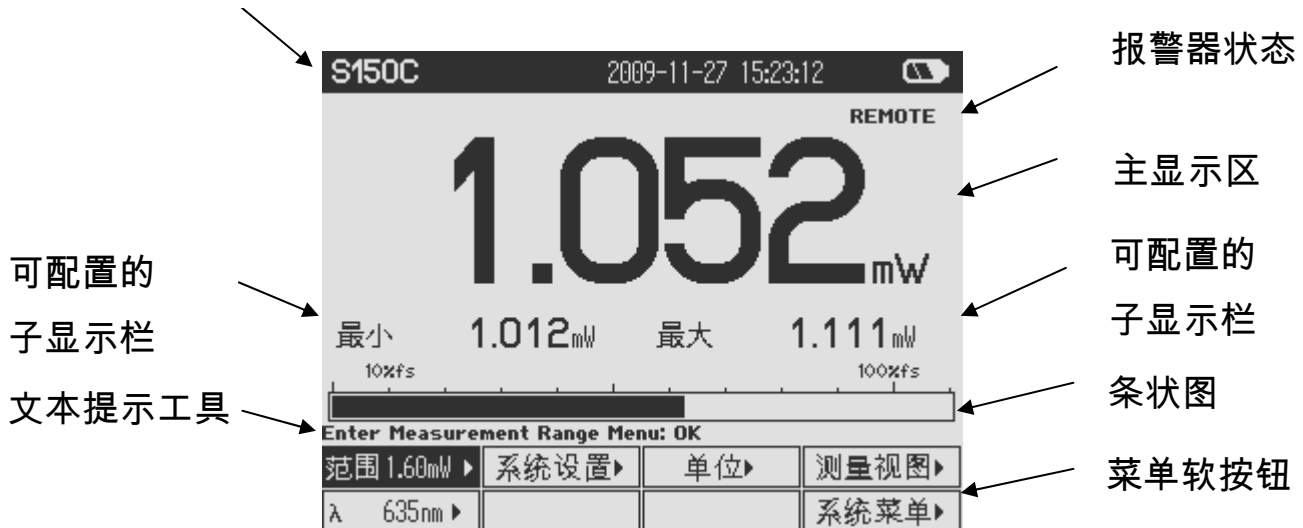 S150C 2009-11-27 15:23:12
报警器状态
REMOTE
1.052mW
主显示区
可配置的
子显示栏
可配置的
子显示栏
最小 1.012mW 最大 1.111mW
10%fs 100%fs
条状图
文本提示工具
Enter Measurement Range Menu: OK
范围1.60mW▶ 系统设置▶ 单位▶ 测量视图▶
λ 635nm▶ 系统菜单▶
菜单软按钮